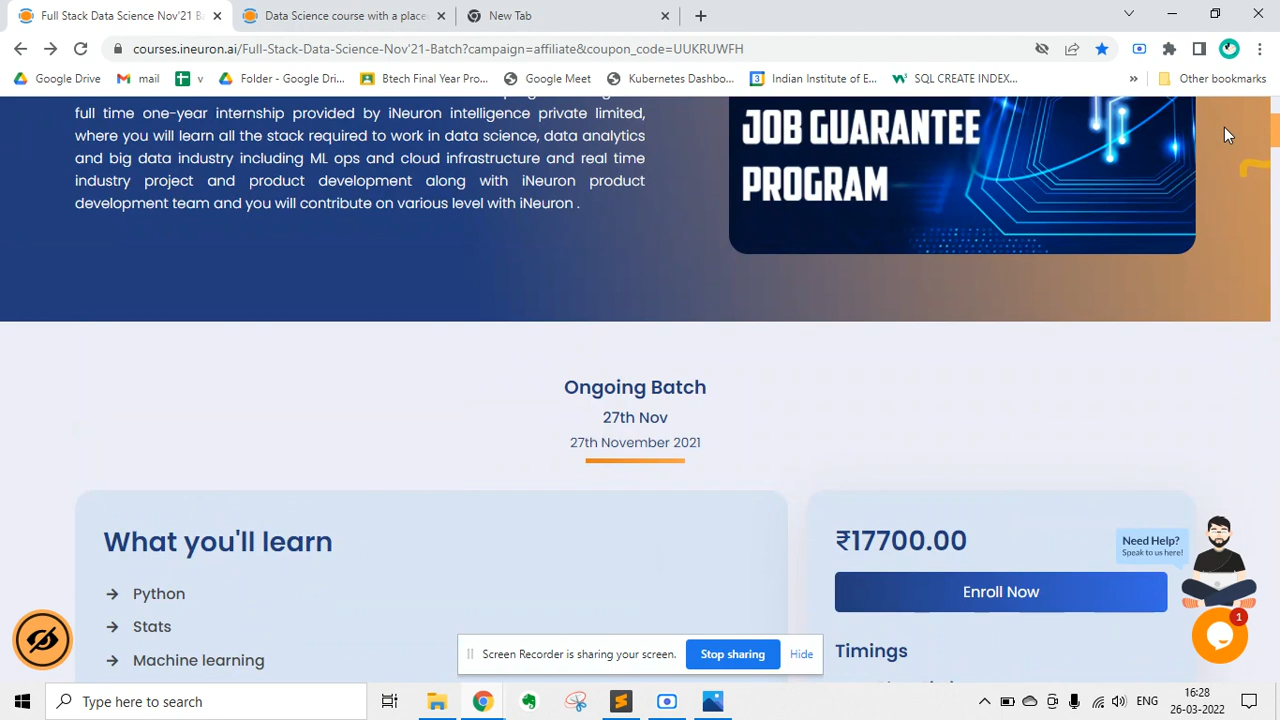 Full Stack Data Science Nov'21 Ba
Data Science course with a place
New Tab
courses.ineuron.ai/Full-Stack-Data-Science-Nov'21-Batch?campaign=affiliate&coupon_code=UUKRUWFH
Google Drive
mail
v
Folder - Google Dri...
Btech Final Year Pro...
Google Meet
Kubernetes Dashbo...
Indian Institute of E...
SQL CREATE INDEX...
»
Other bookmarks
full time one-year internship provided by iNeuron intelligence private limited,
where you will learn all the stack required to work in data science, data analytics
and big data industry including ML ops and cloud infrastructure and real time
industry project and product development along with iNeuron product
development team and you will contribute on various level with iNeuron .
JOB GUARANTEE
PROGRAM
Ongoing Batch
27th Nov
27th November 2021
What you'll learn
Python
Stats
Machine learning
₹17700.00
Enroll Now
Timings
Need Help?
Speak to us here!
1
Screen Recorder is sharing your screen.
Stop sharing
Hide
Type here to search
ENG
16:28
26-03-2022